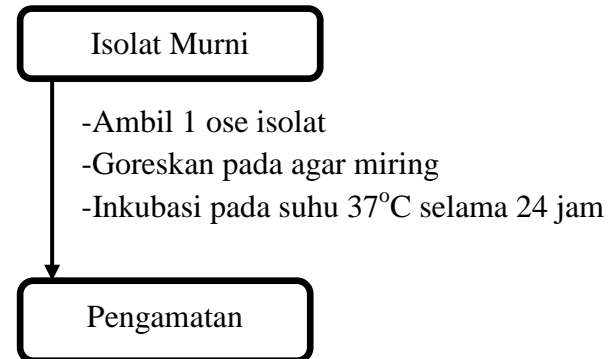 Isolat Murni
-Ambil 1 ose isolat
-Goreskan pada agar miring
-Inkubasi pada suhu 37°C selama 24 jam
Pengamatan